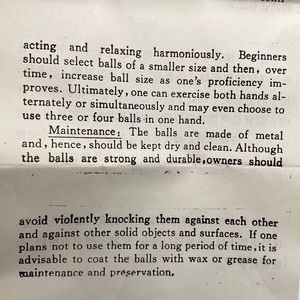 acting and relaxing harmoniously. Beginners
should select balls of a smaller size and then, over
time, increase ball size as one's proficiency im-
proves. Ultimately, one can exercise both hands al-
ternately or simultaneously and may even choose to
use three or four balls in one hand.
Maintenance: The balls are made of metal
and, hence, should be kept dry and clean. Although
the balls are strong and durable, owners should
avoid violently knocking them against each other
and against other solid objects and surfaces. If one
plans not to use them for a long period of time, it is
advisable to coat the balls with wax or grease for
maintenance and preservation.